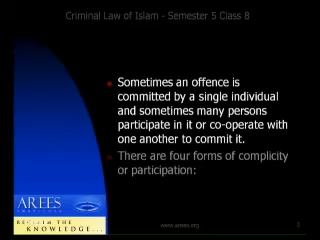 Criminal Law of Islam - Semester 5 Class 8
Sometimes an offence is
committed by a single individual
and sometimes many persons
participate in it or co-operate with
one another to commit it.
There are four forms of complicity
or participation:
AREES
INSTITUTE
RECLAIM THE
KNOWLEDGE...
www.arees.org
3